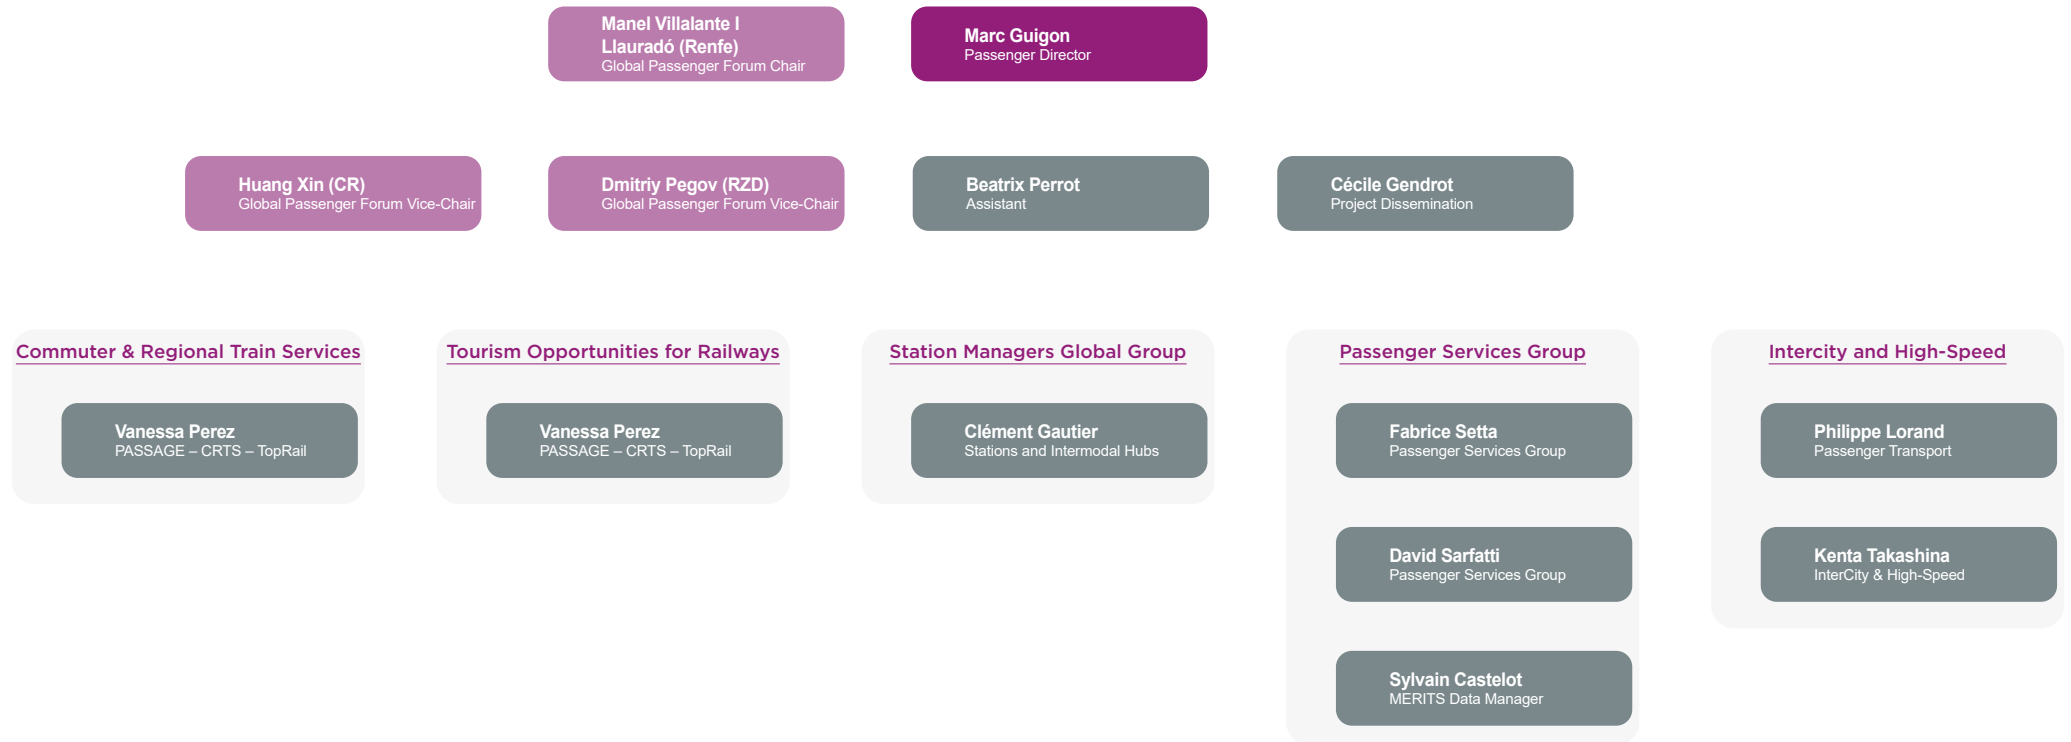 Manel Villalante I
Llauradó (Renfe)
Global Passenger Forum Chair
Marc Guigon
Passenger Director
Huang Xin (CR)
Global Passenger Forum Vice-Chair
Dmitriy Pegov (RZD)
Global Passenger Forum Vice-Chair
Beatrix Perrot
Assistant
Cécile Gendrot
Project Dissemination
Commuter & Regional Train Services
Vanessa Perez
PASSAGE – CRTS – TopRail
Tourism Opportunities for Railways
Vanessa Perez
PASSAGE – CRTS – TopRail
Station Managers Global Group
Clément Gautier
Stations and Intermodal Hubs
Passenger Services Group
Fabrice Setta
Passenger Services Group
David Sarfatti
Passenger Services Group
Sylvain Castelot
MERITS Data Manager
Intercity and High-Speed
Philippe Lorand
Passenger Transport
Kenta Takashina
InterCity & High-Speed